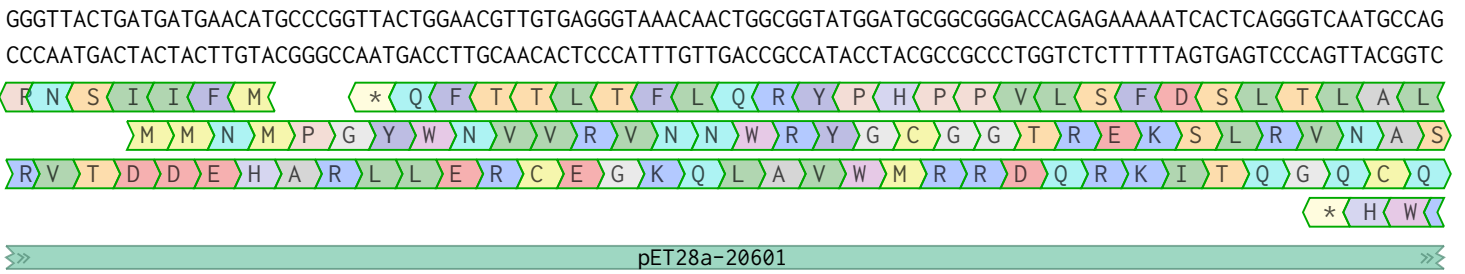 GGGTTACTGATGATGAACATGCCCGGTTACTGGAACGTTGTGAGGGTAAACAACTGGCGGTATGGATGCGGCGGGACCAGAGAAAAATCACTCAGGGTCAATGCCAG
CCCAATGACTACTACTTGTACGGGCCAATGACCTTGCAACACTCCCATTTGTTGACCGCCATACCTACGCCGCCCTGGTCTCTTTTTAGTGAGTCCCAGTTACGGTC
P N S I I F M * Q F T T L T F L Q R Y P H P P V L S F D S L T L A L
M M N M P G Y W N V V R V N N W R Y G C G G T R E K S L R V N A S
R V T D D E H A R L L E R C E G K Q L A V W M R R D Q R K I T Q G Q C Q
* H W
pET28a-20601